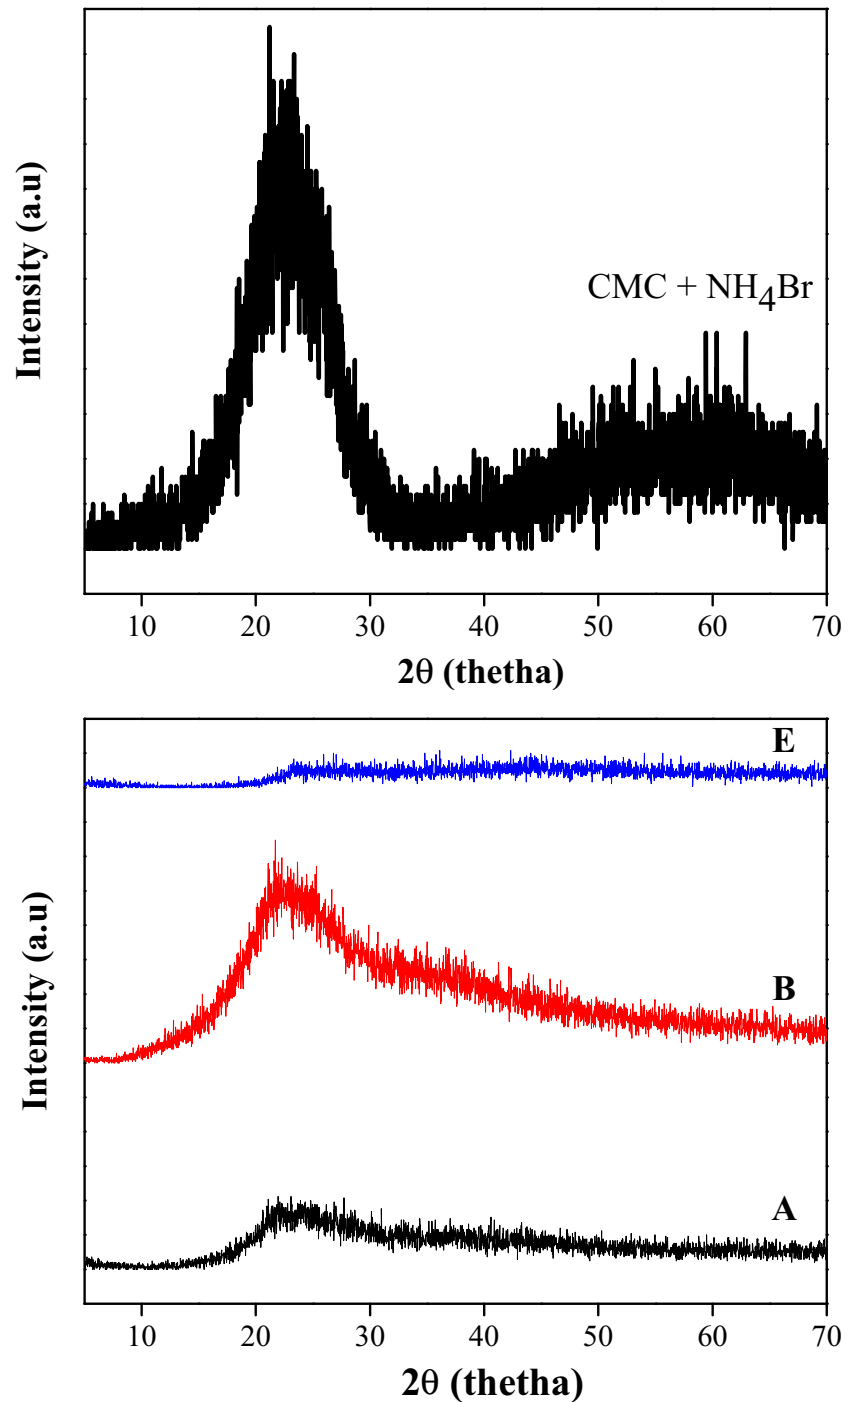 Intensity (a.u)
CMC + NH4Br
10 20 30 40 50 60 70
2θ (thetha)
Intensity (a.u)
E
B
A
10 20 30 40 50 60 70
2θ (thetha)